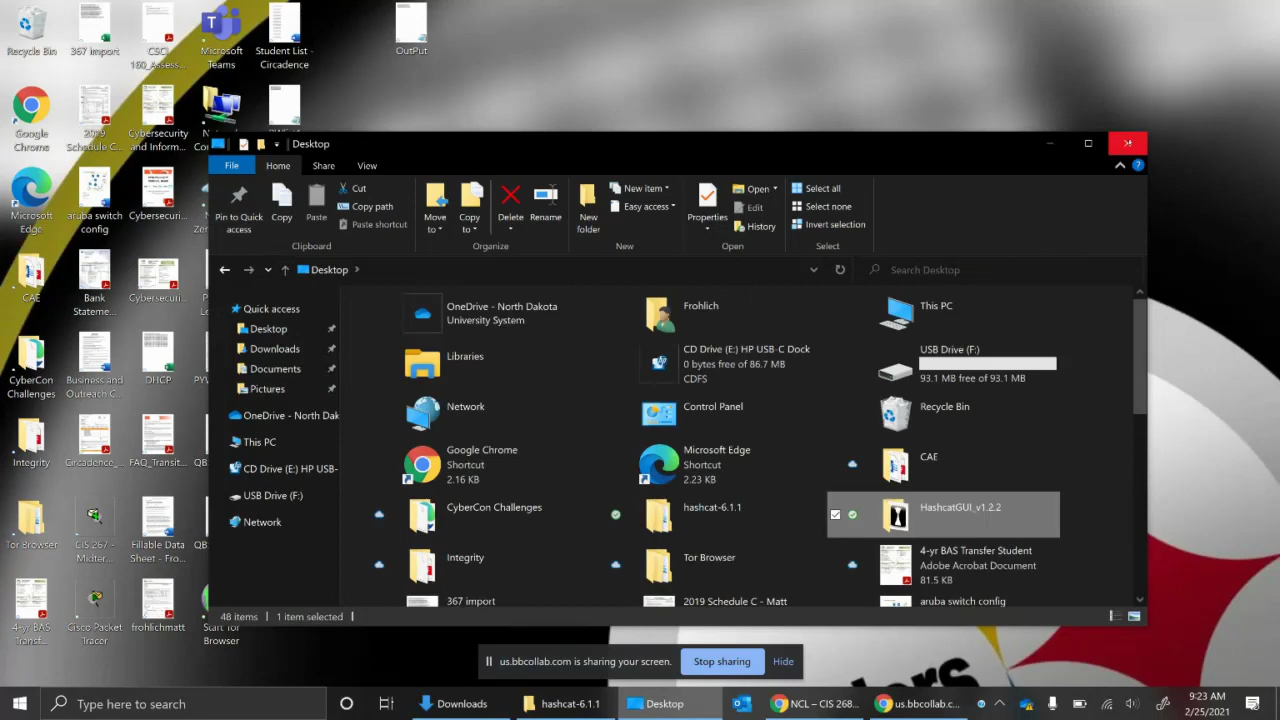 Recycle Bin
367 import
CSCI
160_Assess...
Microsoft
Teams
Student List -
Circadence
OutPut
Google
Chrome
2019
Schedule C...
Cybersecurity
and Inform...
Microsoft
Edge
aruba switch
config
Cybersecuri...
CAE
Bank
Stateme...
Cybersecuri...
CyberCon
Challenges
Business and
Outreach C...
DHCP
Integrity
Circadence_...
FAQ_Transit...
Tor Browser
CIS 267 -
Midter...
Fillable Data
Sheet - Fro...
4-yr BAS
Transf...
Cisco Packet
Tracer
frohlichmatt
Start Tor
Browser
Desktop
File
Home
Share
View
Pin to Quick
access
Copy
Paste
Cut
Copy path
Paste shortcut
Clipboard
Move
to
Copy
to
Delete
Rename
Organize
New
folder
New item
Easy access
New
Properties
Open
Edit
History
Open
Select all
Select none
Invert selection
Select
Desktop
Search Desktop
Quick access
Desktop
Downloads
Documents
Pictures
OneDrive - North Dak
This PC
CD Drive (E:) HP USB-
USB Drive (F:)
Network
OneDrive - North Dakota
University System
Frohlich
This PC
Libraries
CD Drive (E:) HP USB-C
0 bytes free of 86.7 MB
CDFS
USB Drive (F:)
93.1 MB free of 93.1 MB
Network
Control Panel
Recycle Bin
Google Chrome
Shortcut
2.16 KB
Microsoft Edge
Shortcut
2.23 KB
CAE
CyberCon Challenges
hashcat-6.1.1
HashcatGUI_v1.2.2
Integrity
Tor Browser
4-yr BAS Transfer Student
Adobe Acrobat Document
81.5 KB
367 import
2019 Schedule C - Matt
aruba switch config
48 items
1 item selected
us.bbcollab.com is sharing your screen.
Stop sharing
Hide
Type here to search
Downloads
hashcat-6.1.1
Desktop
NCL – CIS 268...
us.bbcollab.c...
9:23 AM
2/25/2021